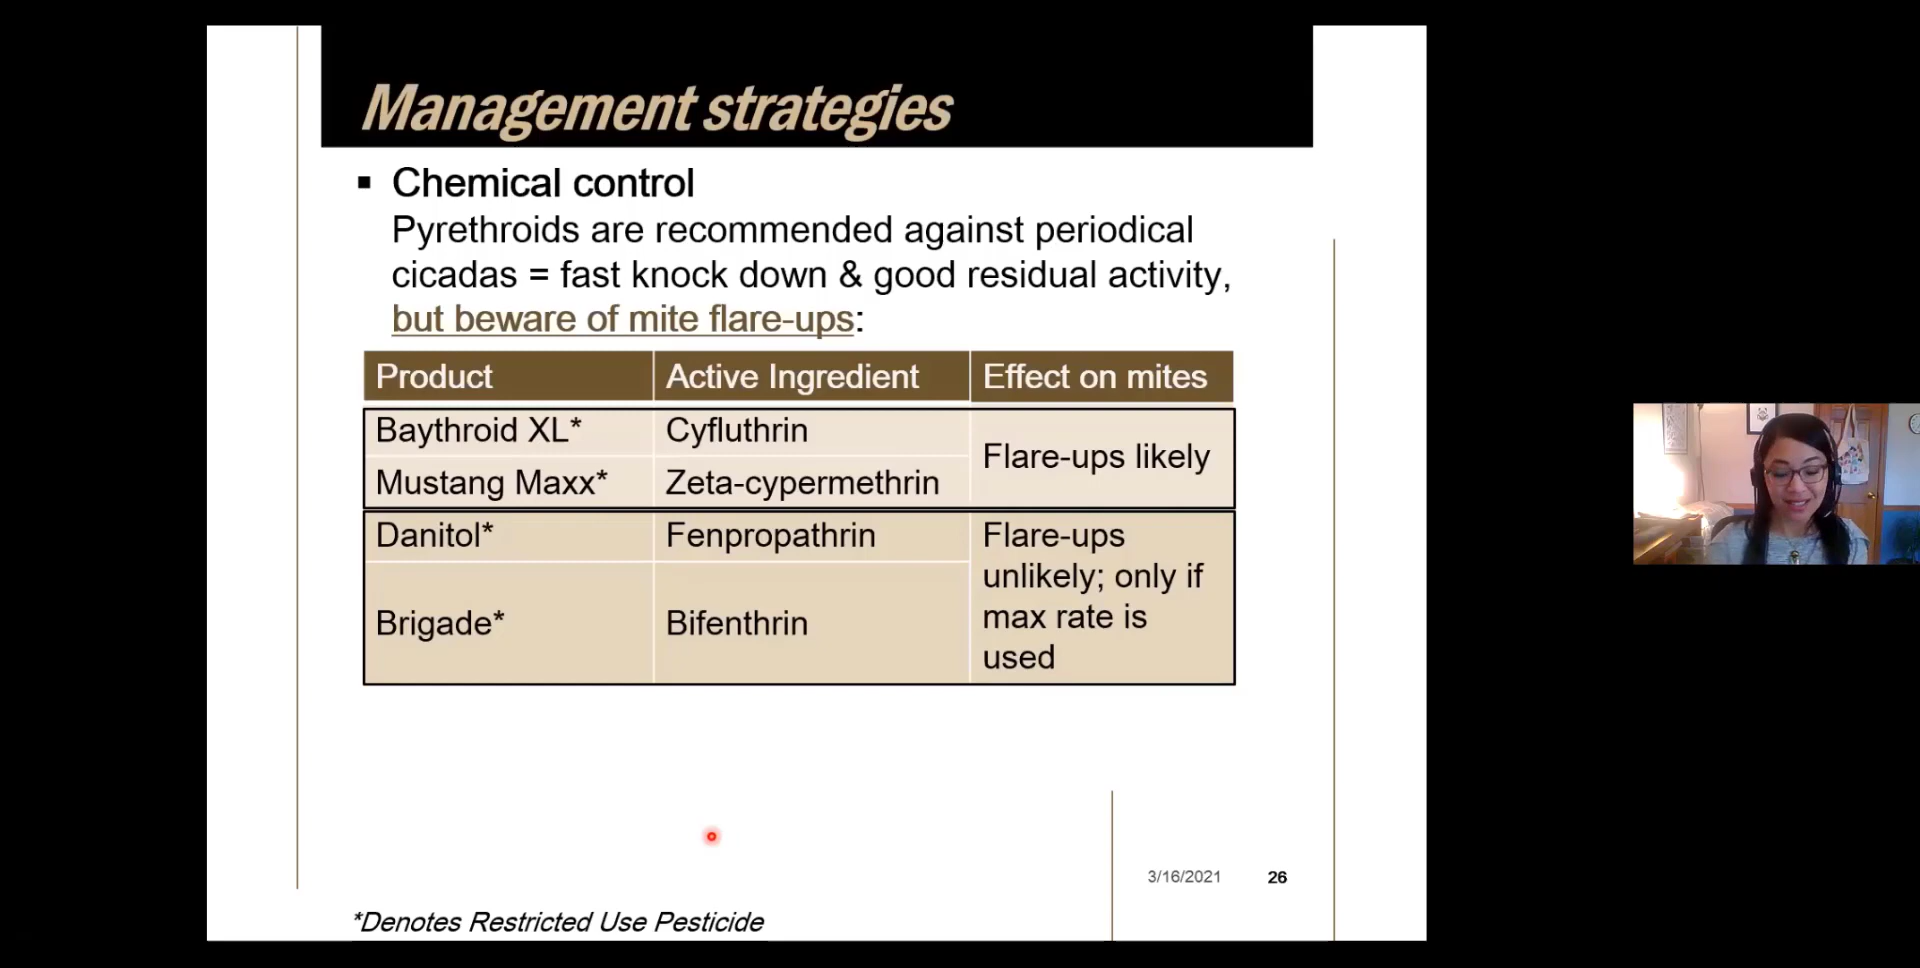 Management strategies
▪ Chemical control
Pyrethroids are recommended against periodical
cicadas = fast knock down & good residual activity,
but beware of mite flare-ups:
Product Active Ingredient Effect on mites
Baythroid XL* Cyfluthrin
Flare-ups likely
Mustang Maxx* Zeta-cypermethrin
Danitol* Fenpropathrin Flare-ups
unlikely; only if
Brigade* Bifenthrin max rate is
used
3/16/2021 26
*Denotes Restricted Use Pesticide